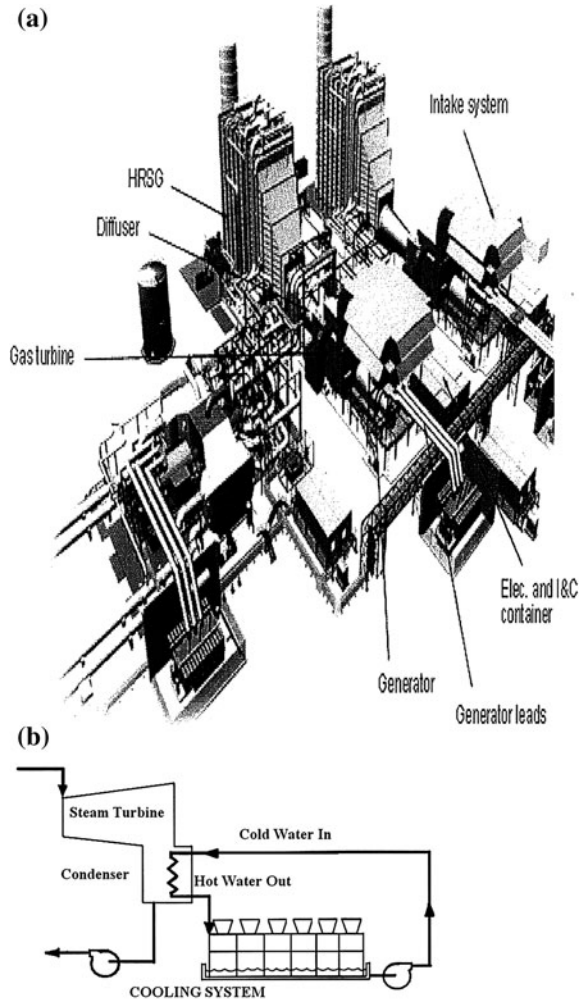 (a)
Intake system
HRSG
Diffuser
Gas turbine
Elec. and I&C
container
Generator
Generator leads
(b)
Steam Turbine
Cold Water In
Condenser
Hot Water Out
COOLING SYSTEM